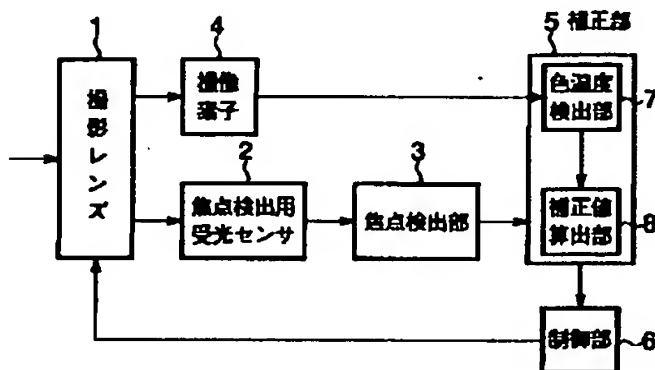 1
撮影レンズ
4
撮像
素子
2
焦点検出用
受光センサ
3
焦点検出部
5 補正部
色温度
検出部
7
補正値
算出部
8
制御部
6